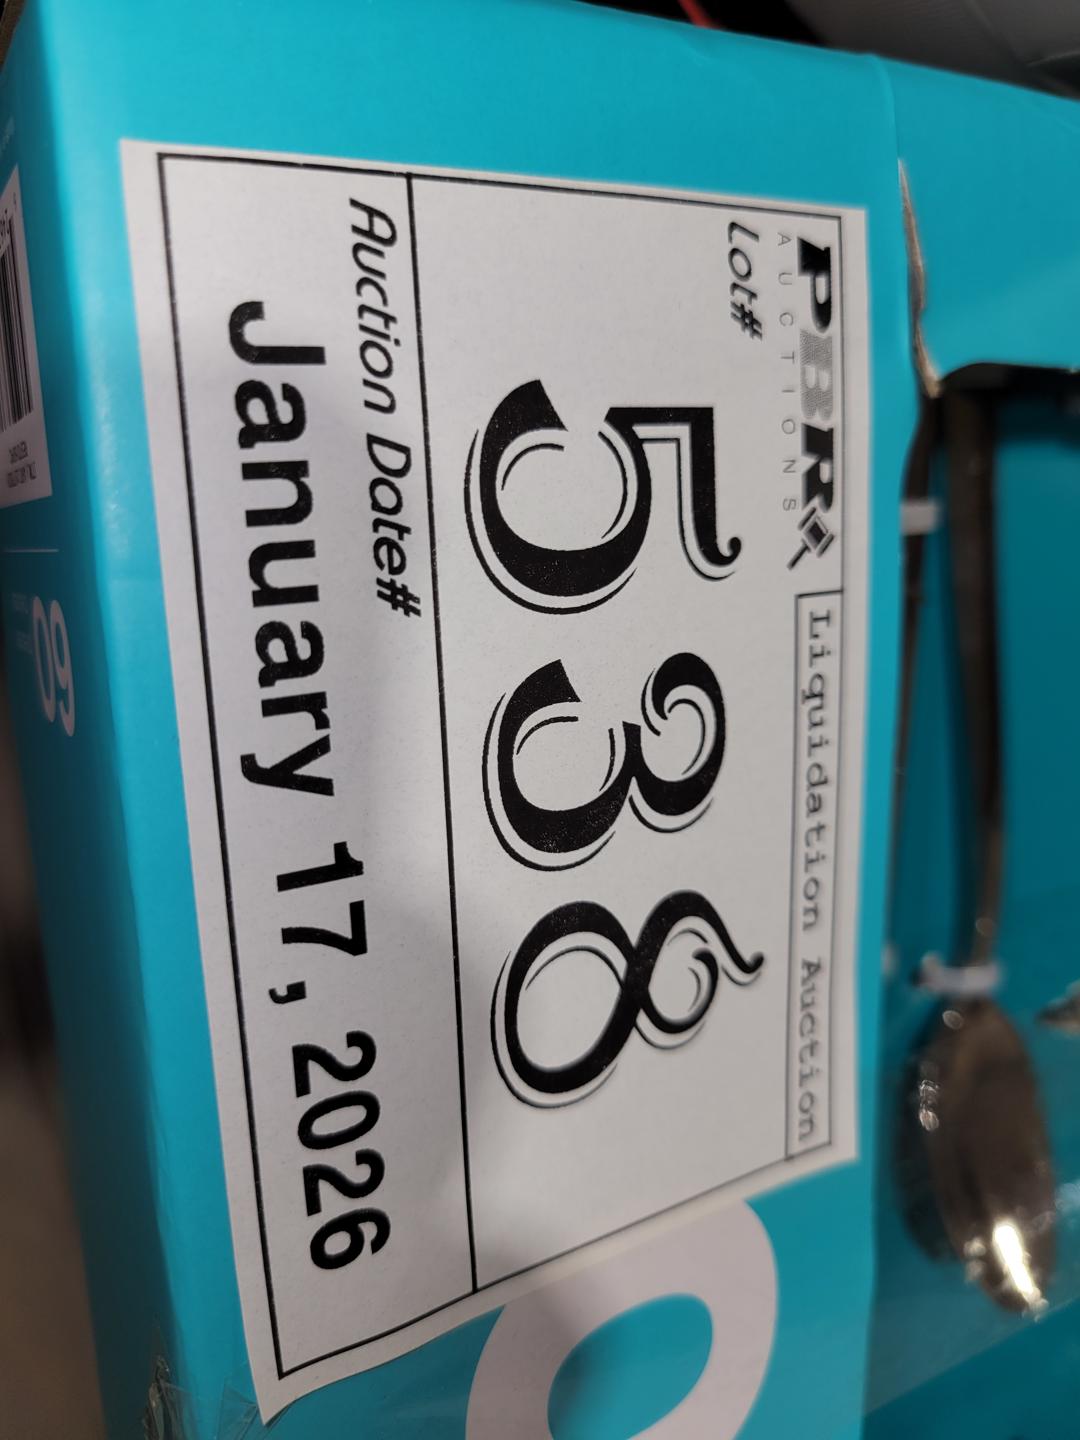 PBR
AUCTIONS
Liquidation Auction
Lot#
538
Auction Date#
January 17, 2026
60